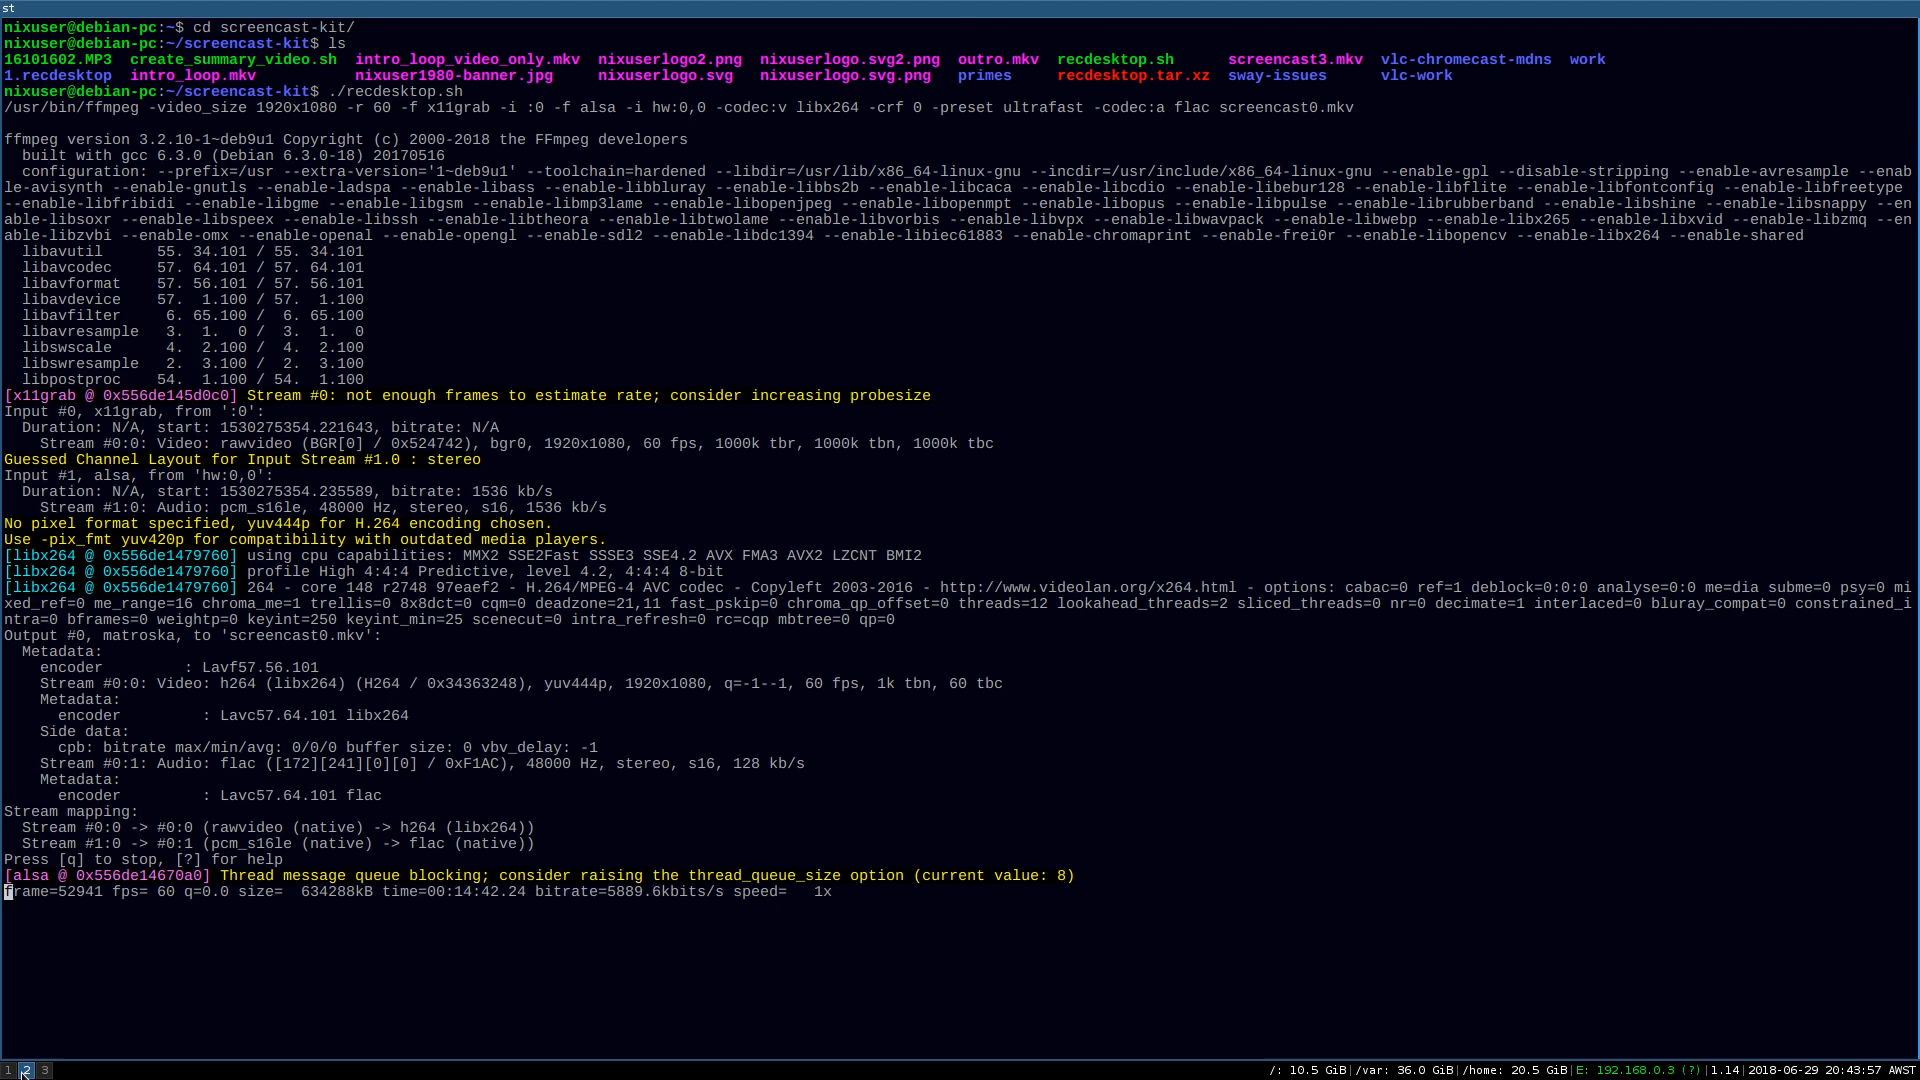 st
nixuser@debian-pc:~$ cd screencast-kit/
nixuser@debian-pc:~/screencast-kit$ ls
16101602.MP3  create_summary_video.sh  intro_loop_video_only.mkv  nixuserlogo2.png  nixuserlogo.svg2.png  outro.mkv  recdesktop.sh      screencast3.mkv  vlc-chromecast-mdns  work
1.recdesktop  intro_loop.mkv           nixuser1980-banner.jpg     nixuserlogo.svg   nixuserlogo.svg.png   primes     recdesktop.tar.xz  sway-issues      vlc-work
nixuser@debian-pc:~/screencast-kit$ ./recdesktop.sh
/usr/bin/ffmpeg -video_size 1920x1080 -r 60 -f x11grab -i :0 -f alsa -i hw:0,0 -codec:v libx264 -crf 0 -preset ultrafast -codec:a flac screencast0.mkv
ffmpeg version 3.2.10-1~deb9u1 Copyright (c) 2000-2018 the FFmpeg developers
  built with gcc 6.3.0 (Debian 6.3.0-18) 20170516
  configuration: --prefix=/usr --extra-version='1~deb9u1' --toolchain=hardened --libdir=/usr/lib/x86_64-linux-gnu --incdir=/usr/include/x86_64-linux-gnu --enable-gpl --disable-stripping --enable-avresample --enab
le-avisynth --enable-gnutls --enable-ladspa --enable-libass --enable-libbluray --enable-libbs2b --enable-libcaca --enable-libcdio --enable-libebur128 --enable-libflite --enable-libfontconfig --enable-libfreetype
--enable-libfribidi --enable-libgme --enable-libgsm --enable-libmp3lame --enable-libopenjpeg --enable-libopenmpt --enable-libopus --enable-libpulse --enable-librubberband --enable-libshine --enable-libsnappy --en
able-libsoxr --enable-libspeex --enable-libssh --enable-libtheora --enable-libtwolame --enable-libvorbis --enable-libvpx --enable-libwavpack --enable-libwebp --enable-libx265 --enable-libxvid --enable-libzmq --en
able-libzvbi --enable-omx --enable-openal --enable-opengl --enable-sdl2 --enable-libdc1394 --enable-libiec61883 --enable-chromaprint --enable-frei0r --enable-libopencv --enable-libx264 --enable-shared
  libavutil      55. 34.101 / 55. 34.101
  libavcodec     57. 64.101 / 57. 64.101
  libavformat    57. 56.101 / 57. 56.101
  libavdevice    57.  1.100 / 57.  1.100
  libavfilter     6. 65.100 /  6. 65.100
  libavresample   3.  1.  0 /  3.  1.  0
  libswscale      4.  2.100 /  4.  2.100
  libswresample   2.  3.100 /  2.  3.100
  libpostproc    54.  1.100 / 54.  1.100
[x11grab @ 0x556de145d0c0] Stream #0: not enough frames to estimate rate; consider increasing probesize
Input #0, x11grab, from ':0':
  Duration: N/A, start: 1530275354.221643, bitrate: N/A
    Stream #0:0: Video: rawvideo (BGR[0] / 0x524742), bgr0, 1920x1080, 60 fps, 1000k tbr, 1000k tbn, 1000k tbc
Guessed Channel Layout for Input Stream #1.0 : stereo
Input #1, alsa, from 'hw:0,0':
  Duration: N/A, start: 1530275354.235589, bitrate: 1536 kb/s
    Stream #1:0: Audio: pcm_s16le, 48000 Hz, stereo, s16, 1536 kb/s
No pixel format specified, yuv444p for H.264 encoding chosen.
Use -pix_fmt yuv420p for compatibility with outdated media players.
[libx264 @ 0x556de1479760] using cpu capabilities: MMX2 SSE2Fast SSSE3 SSE4.2 AVX FMA3 AVX2 LZCNT BMI2
[libx264 @ 0x556de1479760] profile High 4:4:4 Predictive, level 4.2, 4:4:4 8-bit
[libx264 @ 0x556de1479760] 264 - core 148 r2748 97eaef2 - H.264/MPEG-4 AVC codec - Copyleft 2003-2016 - http://www.videolan.org/x264.html - options: cabac=0 ref=1 deblock=0:0:0 analyse=0:0 me=dia subme=0 psy=0 mi
xed_ref=0 me_range=16 chroma_me=1 trellis=0 8x8dct=0 cqm=0 deadzone=21,11 fast_pskip=0 chroma_qp_offset=0 threads=12 lookahead_threads=2 sliced_threads=0 nr=0 decimate=1 interlaced=0 bluray_compat=0 constrained_i
ntra=0 bframes=0 weightp=0 keyint=250 keyint_min=25 scenecut=0 intra_refresh=0 rc=cqp mbtree=0 qp=0
Output #0, matroska, to 'screencast0.mkv':
  Metadata:
    encoder         : Lavf57.56.101
    Stream #0:0: Video: h264 (libx264) (H264 / 0x34363248), yuv444p, 1920x1080, q=-1--1, 60 fps, 1k tbn, 60 tbc
    Metadata:
      encoder         : Lavc57.64.101 libx264
    Side data:
      cpb: bitrate max/min/avg: 0/0/0 buffer size: 0 vbv_delay: -1
    Stream #0:1: Audio: flac ([172][241][0][0] / 0xF1AC), 48000 Hz, stereo, s16, 128 kb/s
    Metadata:
      encoder         : Lavc57.64.101 flac
Stream mapping:
  Stream #0:0 -> #0:0 (rawvideo (native) -> h264 (libx264))
  Stream #1:0 -> #0:1 (pcm_s16le (native) -> flac (native))
Press [q] to stop, [?] for help
[alsa @ 0x556de14670a0] Thread message queue blocking; consider raising the thread_queue_size option (current value: 8)
frame=52941 fps= 60 q=0.0 size=  634288kB time=00:14:42.24 bitrate=5889.6kbits/s speed=   1x
1 2 3 /: 10.5 GiB|/var: 36.0 GiB|/home: 20.5 GiB|E: 192.168.0.3 (?)|1.14|2018-06-29 20:43:57 AWST